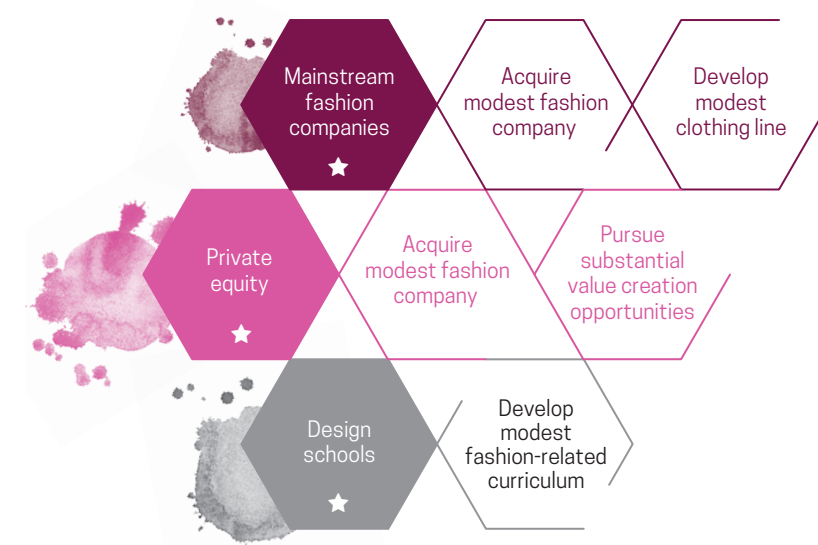 Mainstream
fashion
companies
Acquire
modest fashion
company
Develop
modest
clothing line
Private
equity
Acquire
modest fashion
company
Pursue
substantial
value creation
opportunities
Design
schools
Develop
modest
fashion-related
curriculum